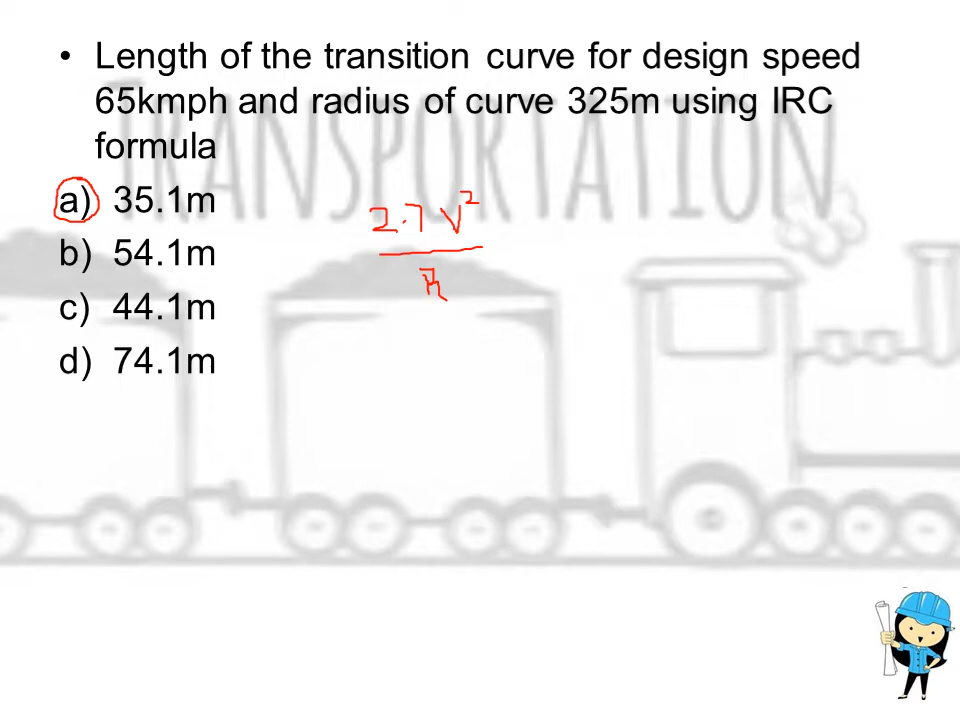 • Length of the transition curve for design speed
65kmph and radius of curve 325m using IRC
formula
TRANSPORTATION
a) 35.1m
2.7 V²
b) 54.1m
R
c) 44.1m
d) 74.1m